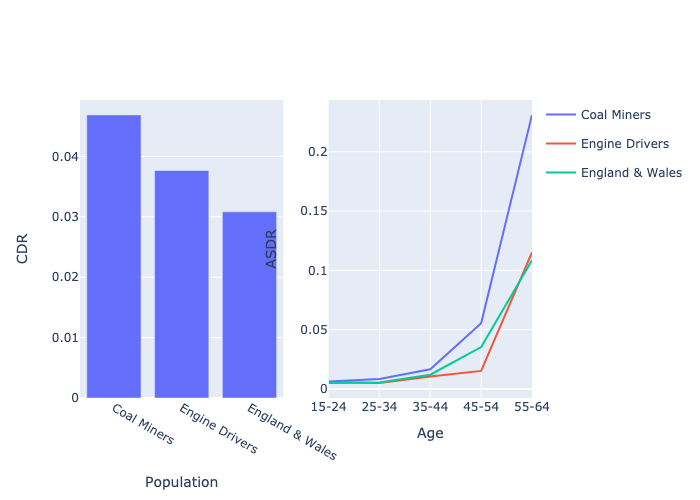 CDR
0.04
0.03
0.02
0.01
0
Coal Miners
Engine Drivers
England & Wales
Population
ASDR
0.2
0.15
0.1
0.05
0
15-24 25-34 35-44 45-54 55-64
Age
Coal Miners
Engine Drivers
England & Wales